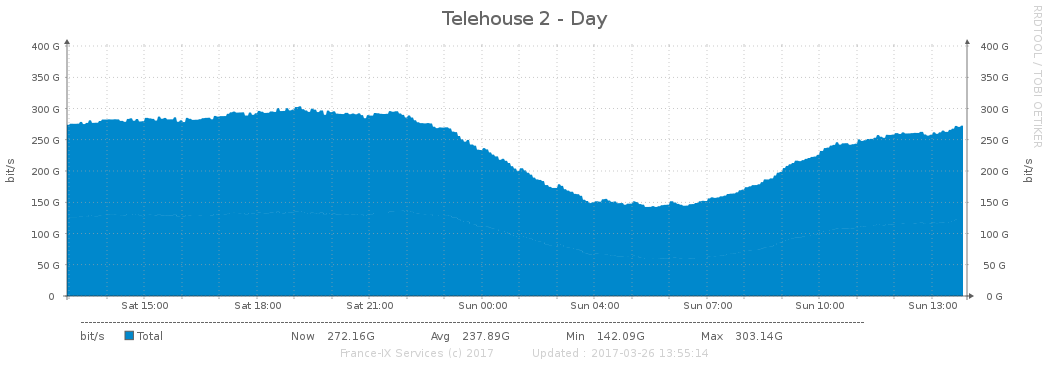 Telehouse 2 - Day
RRDTOOL / TOBI OETIKER
400 G 400 G
350 G 350 G
300 G 300 G
250 G 250 G
200 G 200 G
150 G 150 G
100 G 100 G
50 G 50 G
0 0 G
bit/s bit/s
Sat 15:00 Sat 18:00 Sat 21:00 Sun 00:00 Sun 04:00 Sun 07:00 Sun 10:00 Sun 13:00
bit/s Total Now 272.16G Avg 237.89G Min 142.09G Max 303.14G
France-IX Services (c) 2017 Updated : 2017-03-26 13:55:14